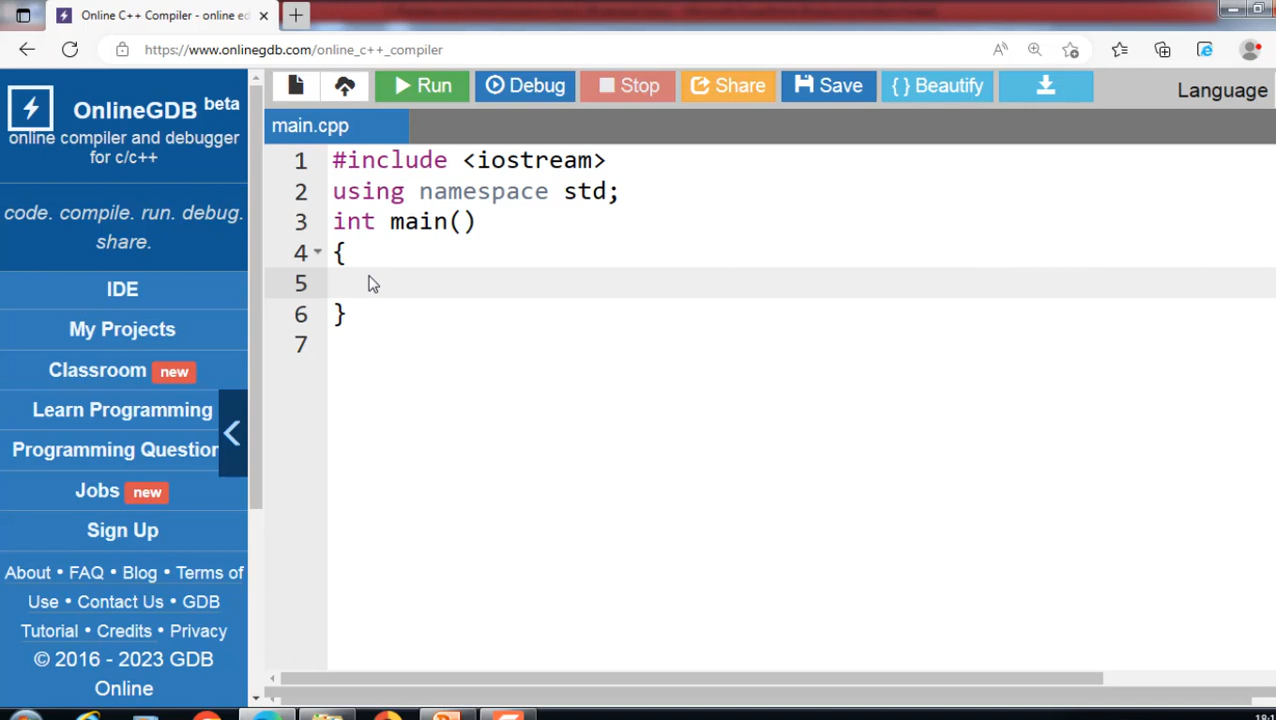 Online C++ Compiler - online ed
https://www.onlinegdb.com/online_c++_compiler
OnlineGDB beta
online compiler and debugger
for c/c++
code. compile. run. debug.
share.
IDE
My Projects
Classroom new
Learn Programming
Programming Question
Jobs new
Sign Up
About • FAQ • Blog • Terms of
Use • Contact Us • GDB
Tutorial • Credits • Privacy
© 2016 - 2023 GDB
Online
Run
Debug
Stop
Share
Save
{ } Beautify
Language
main.cpp
1 #include <iostream>
2 using namespace std;
3 int main()
4 {
5
6 }
7